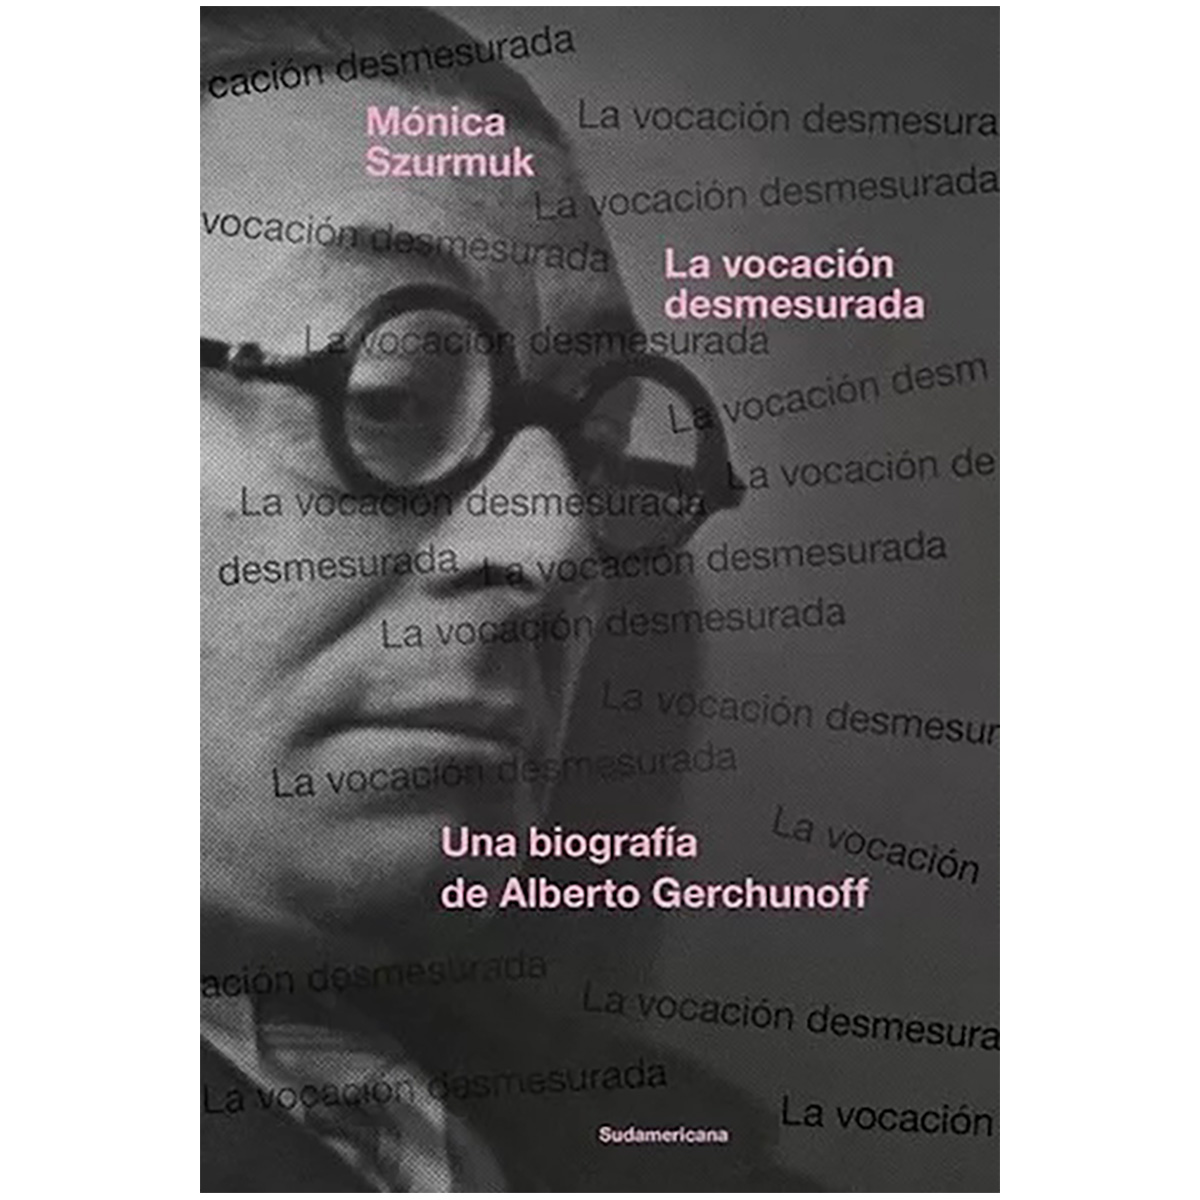 cación desmesurada
Mónica
Szurmuk
La vocación desmesura
La vocación desmesurada
vocación desmesurada
La vocación
desmesurada
La vocación desmesurada
La vocación desm
La vocación de
La vocación desmesurada
desmesurada
La vocación desmesurada
La vocación desmesurada
La vocación desmesur
La vocación desmesurada
La vocación
Una biografía
de Alberto Gerchunoff
ación desmesurada
La vocación desmesura
La vocación desmesurada
La vocación
Sudamericana